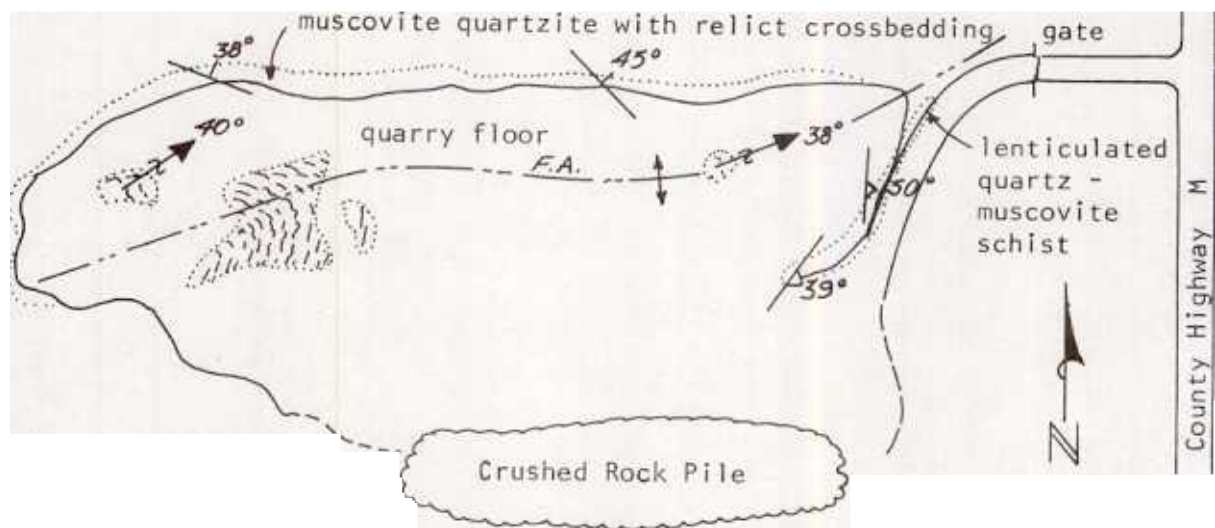 muscovite quartzite with relict crossbedding
gate
38°
45°
40°
quarry floor
F.A.
38°
lenticulated
quartz -
muscovite
schist
50°
39°
County Highway M
N
Crushed Rock Pile